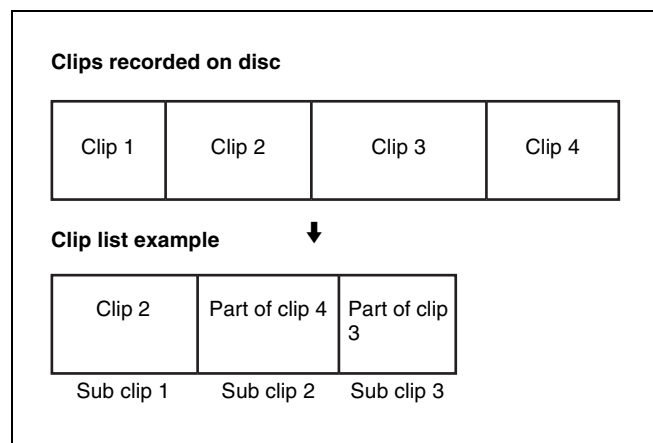 Clips recorded on disc
Clip 1 Clip 2 Clip 3 Clip 4
Clip list example
Clip 2 Part of clip 4 Part of clip
3
Sub clip 1 Sub clip 2 Sub clip 3